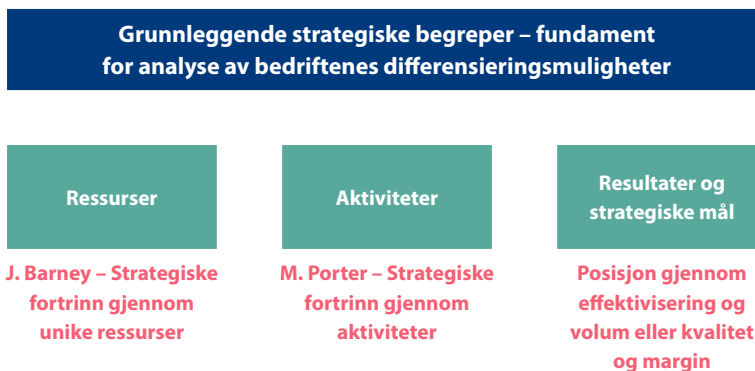 Grunnleggende strategiske begreper – fundament
for analyse av bedriftenes differensieringsmuligheter
Ressurser
J. Barney – Strategiske
fortrinn gjennom
unike ressurser
Aktiviteter
M. Porter – Strategiske
fortrinn gjennom
aktiviteter
Resultater og
strategiske mål
Posisjon gjennom
effektivisering og
volum eller kvalitet
og margin